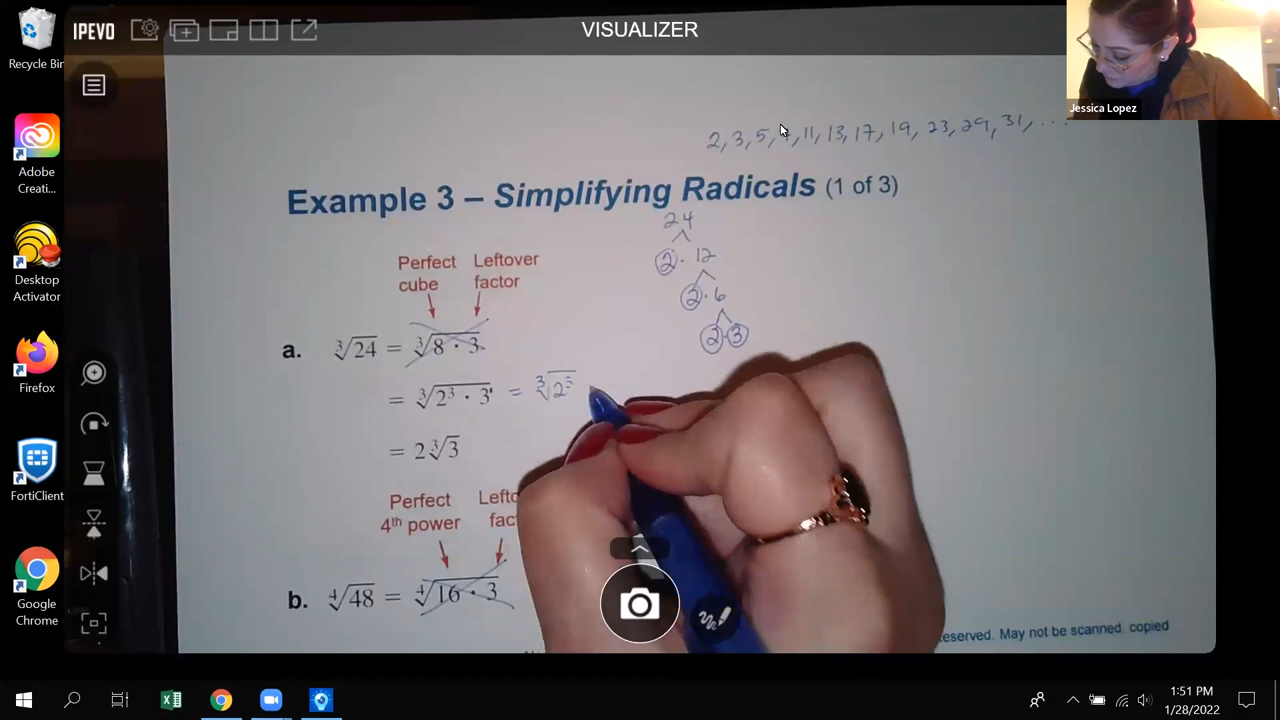 Recycle Bin
IPEVO
VISUALIZER
Jessica Lopez
Adobe
Creati...
Desktop
Activator
Firefox
FortiClient
Google
Chrome
2, 3, 5, 7, 11, 13, 17, 19, 23, 29, 31, ...
Example 3 – Simplifying Radicals (1 of 3)
24
2 · 12
2 · 6
2 · 3
Perfect cube
Leftover factor
a. ∛24 = ∛8 · 3
= ∛2³ · 3¹ = ∛2³
= 2∛3
Perfect 4th power
Lefto
fact
b. ∜48 = ∜16 · 3
eserved. May not be scanned, copied
1:51 PM
1/28/2022